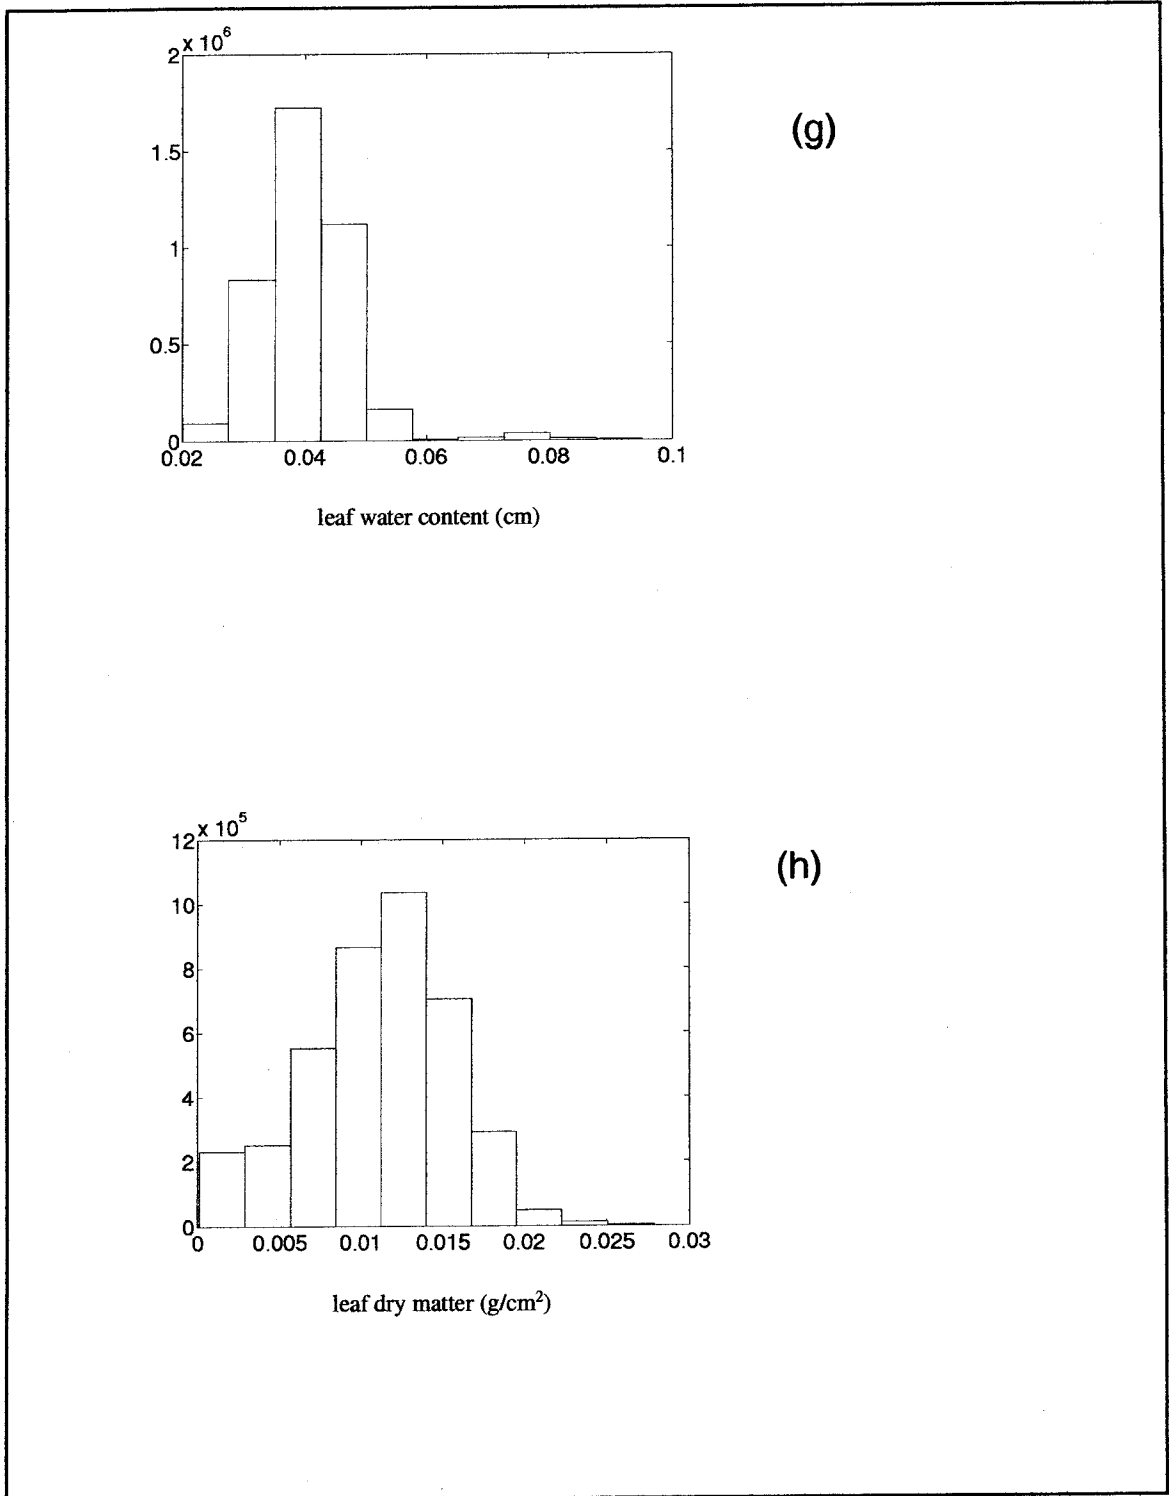 x 10^6
2
(g)
1.5
1
0.5
0
0.02 0.04 0.06 0.08 0.1
leaf water content (cm)
x 10^5
12
(h)
10
8
6
4
2
0
0 0.005 0.01 0.015 0.02 0.025 0.03
leaf dry matter (g/cm²)